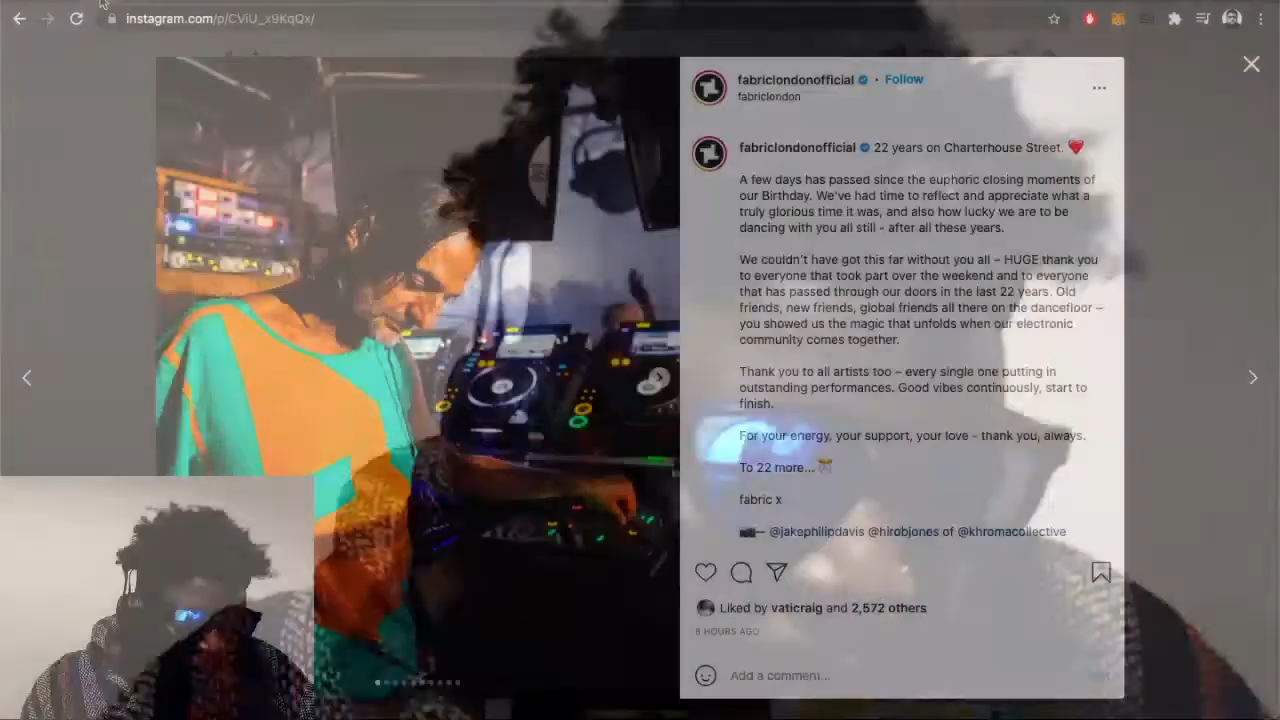 instagram.com/p/CViU_x9KqQx/
fabriclondonofficial • Follow
fabriclondon
fabriclondonofficial 22 years on Charterhouse Street.
A few days has passed since the euphoric closing moments of
our Birthday. We've had time to reflect and appreciate what a
truly glorious time it was, and also how lucky we are to be
dancing with you all still - after all these years.
We couldn't have got this far without you all – HUGE thank you
to everyone that took part over the weekend and to everyone
that has passed through our doors in the last 22 years. Old
friends, new friends, global friends all there on the dancefloor –
you showed us the magic that unfolds when our electronic
community comes together.
Thank you to all artists too – every single one putting in
outstanding performances. Good vibes continuously, start to
finish.
For your energy, your support, your love - thank you, always.
To 22 more...
fabric x
@jakephilipdavis @hirobjones of @khromacollective
Liked by vaticraig and 2,572 others
8 HOURS AGO
Add a comment...